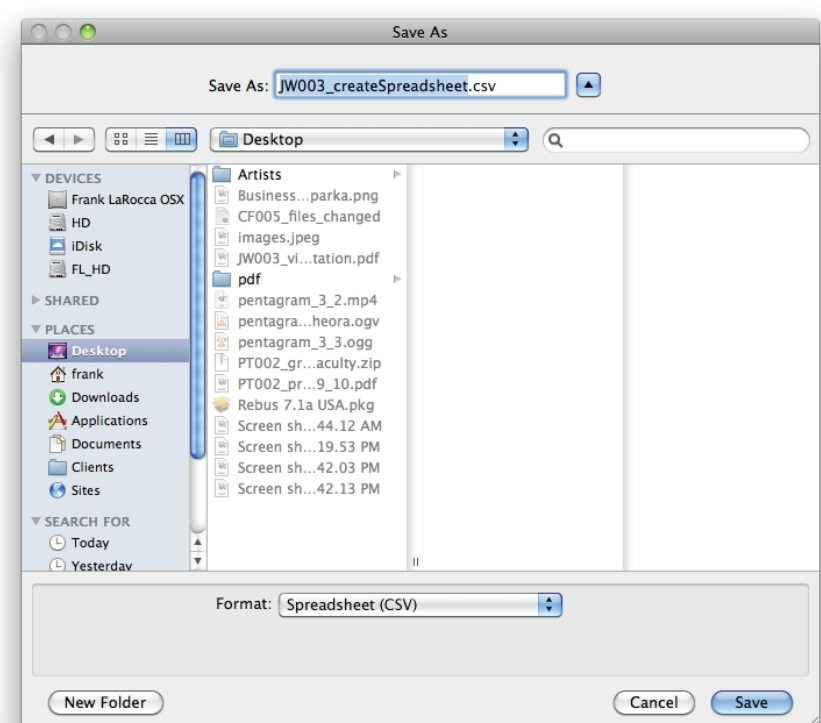 Save As
Save As: JW003_createSpreadsheet.csv
Desktop
DEVICES
Frank LaRocca OSX
HD
iDisk
FL_HD
SHARED
PLACES
Desktop
frank
Downloads
Applications
Documents
Clients
Sites
SEARCH FOR
Today
Yesterday
Artists
Business...parka.png
CF005_files_changed
images.jpeg
JW003_vi...tation.pdf
pdf
pentagram_3_2.mp4
pentagra...heora.ogv
pentagram_3_3.ogg
PT002_gr...aculty.zip
PT002_pr...9_10.pdf
Rebus 7.1a USA.pkg
Screen sh...44.12 AM
Screen sh...19.53 PM
Screen sh...42.03 PM
Screen sh...42.13 PM
Format: Spreadsheet (CSV)
New Folder
Cancel
Save